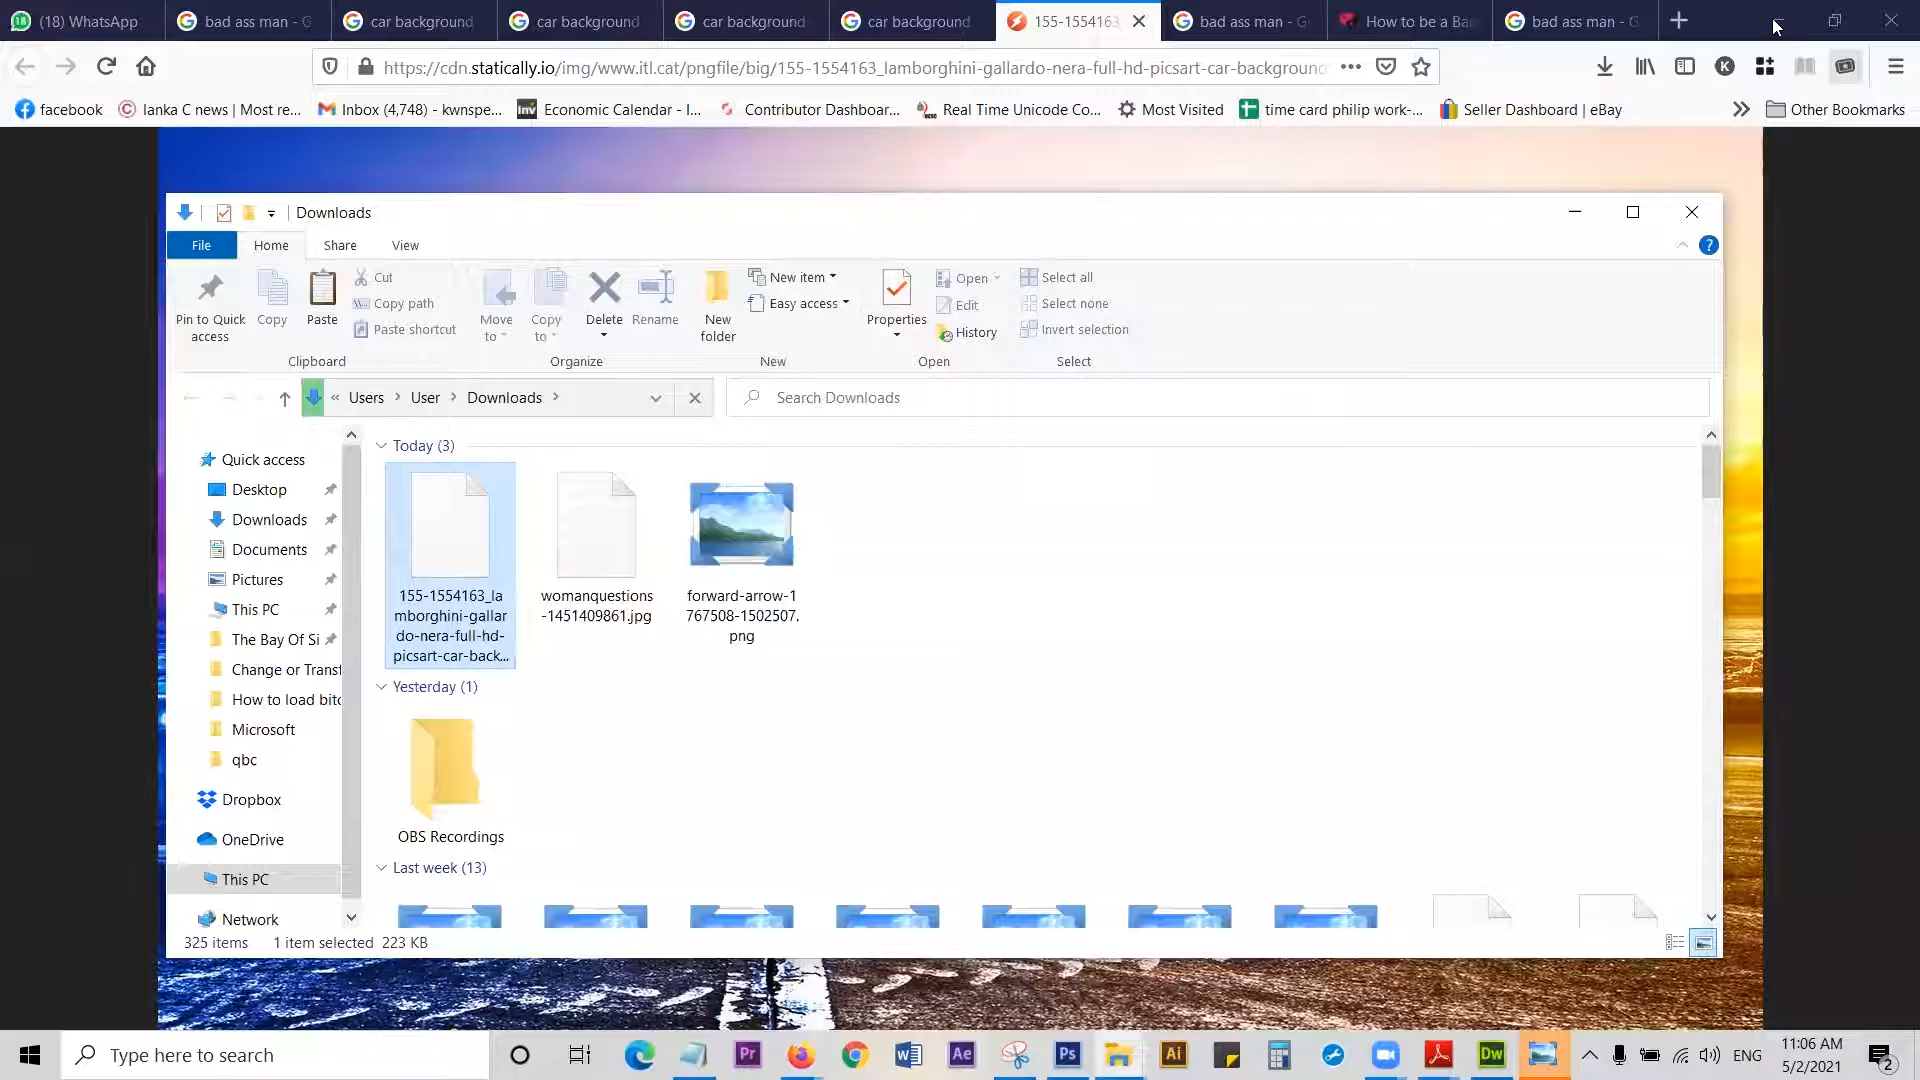 (18) WhatsApp
bad ass man - G
car background
car background
car background
car background
155-1554163
bad ass man - G
How to be a Ba
bad ass man - G
https://cdn.statically.io/img/www.itl.cat/pngfile/big/155-1554163_lamborghini-gallardo-nera-full-hd-picsart-car-background
facebook
lanka C news | Most re...
Inbox (4,748) - kwnspe...
Economic Calendar - I...
Contributor Dashboar...
Real Time Unicode Co...
Most Visited
time card philip work-...
Seller Dashboard | eBay
Other Bookmarks
Downloads
File Home Share View
Pin to Quick access
Copy
Paste
Cut
Copy path
Paste shortcut
Clipboard
Move to
Copy to
Delete
Rename
Organize
New folder
New item
Easy access
New
Properties
Open
Edit
History
Open
Select all
Select none
Invert selection
Select
« Users › User › Downloads ›
Search Downloads
Quick access
Desktop
Downloads
Documents
Pictures
This PC
The Bay Of Si
Change or Transf
How to load bitc
Microsoft
qbc
Dropbox
OneDrive
This PC
Network
Today (3)
155-1554163_la
mborghini-gallar
do-nera-full-hd-
picsart-car-back...
womanquestions
-1451409861.jpg
forward-arrow-1
767508-1502507.
png
Yesterday (1)
OBS Recordings
Last week (13)
325 items 1 item selected 223 KB
Type here to search
ENG
11:06 AM
5/2/2021
2